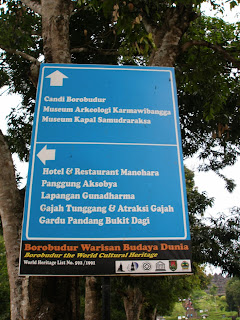 Candi Borobudur
Museum Arkeologi Karmawibangga
Museum Kapal Samudraraksa
Hotel & Restaurant Manohara
Panggung Aksobya
Lapangan Gunadharma
Gajah Tunggang & Atraksi Gajah
Gardu Pandang Bukit Dagi
Borobudur Warisan Budaya Dunia
Borobudur the World Cultural Heritage
World Heritage List No. 592/1991